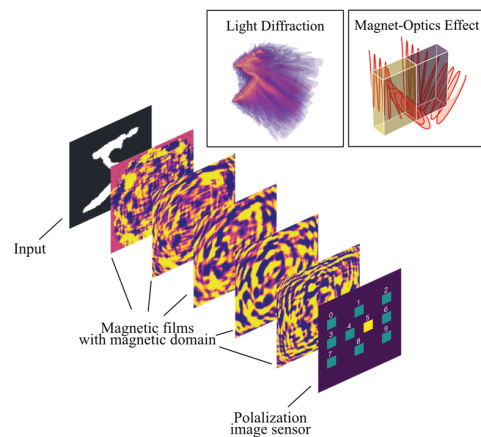 Light Diffraction
Magnet-Optics Effect
Input
Magnetic films
with magnetic domain
0
1
2
3
4
5
6
7
8
9
Polalization
image sensor